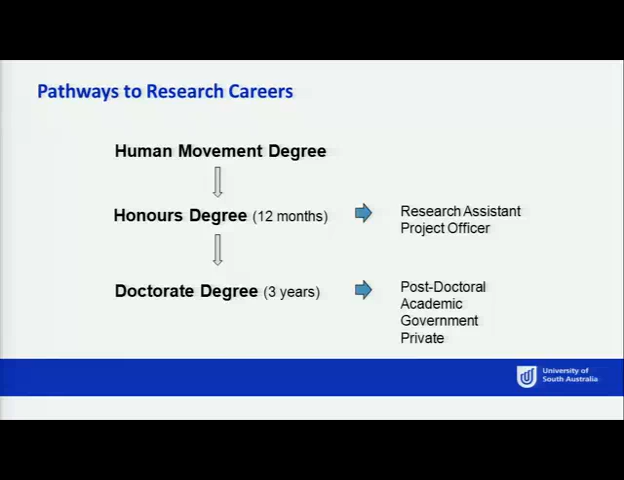 Pathways to Research Careers
Human Movement Degree
Honours Degree (12 months)
Research Assistant
Project Officer
Doctorate Degree (3 years)
Post-Doctoral
Academic
Government
Private
University of
South Australia